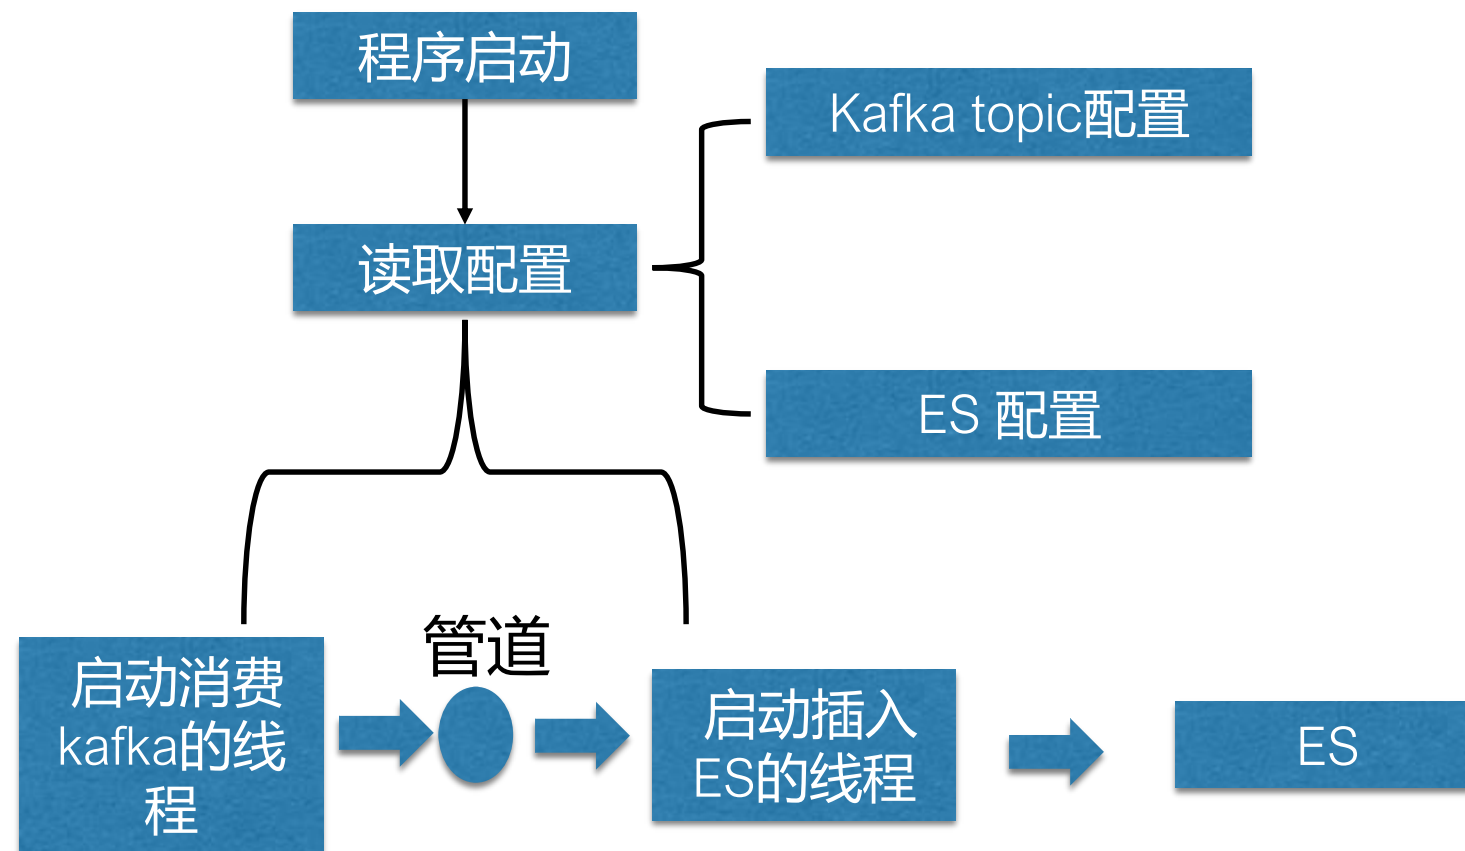 程序启动
Kafka topic配置
读取配置
ES 配置
管道
启动消费
kafka的线
程
启动插入
ES的线程
ES